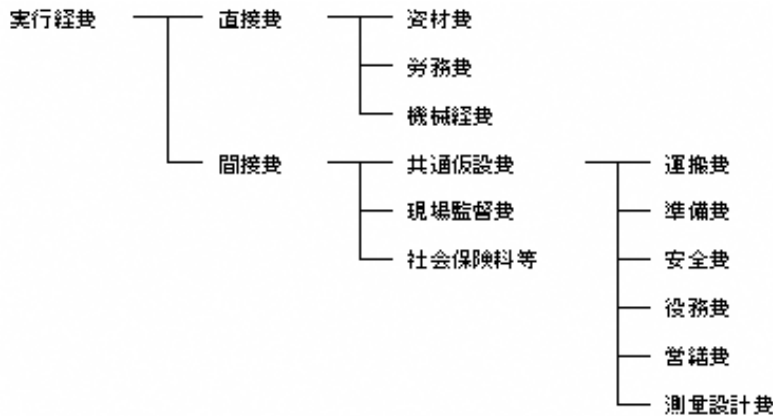 実行経費 直接費 資材費
労務費
機械経費
間接費 共通仮設費 運搬費
現場監督費 準備費
社会保険料等 安全費
役務費
営繕費
測量設計費